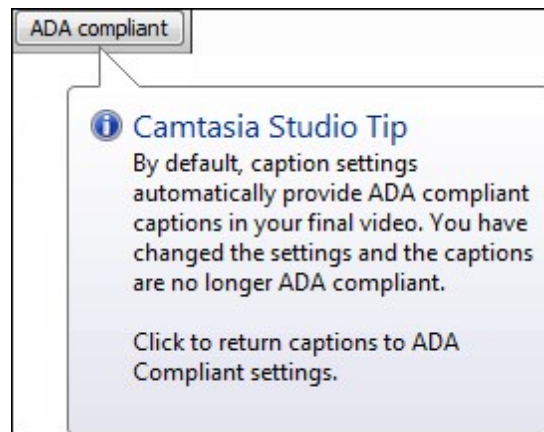 ADA compliant
Camtasia Studio Tip
By default, caption settings
automatically provide ADA compliant
captions in your final video. You have
changed the settings and the captions
are no longer ADA compliant.
Click to return captions to ADA
Compliant settings.